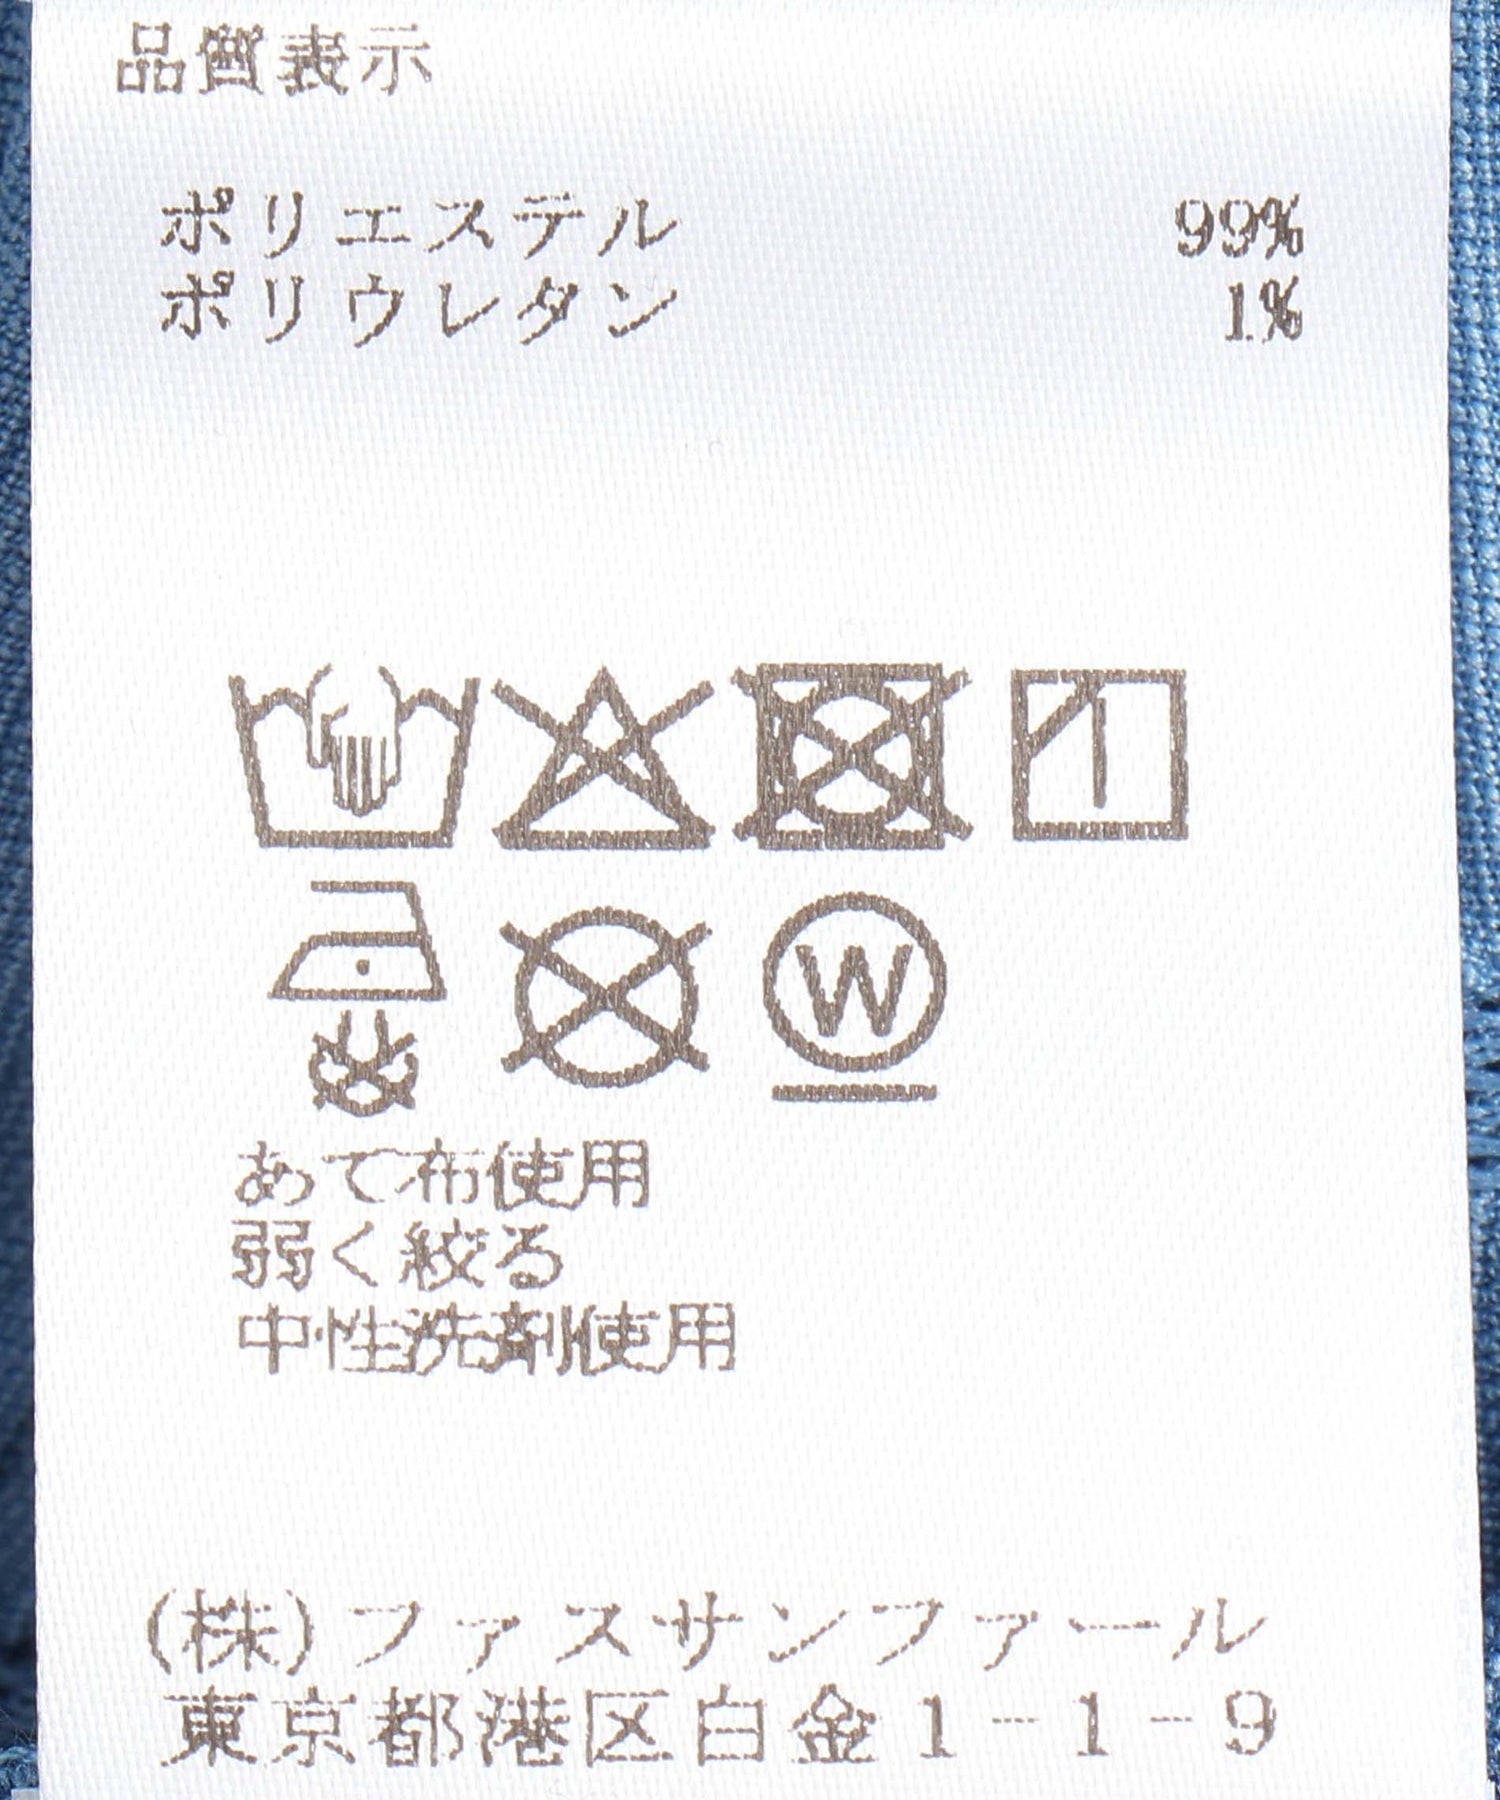 品質表示
ポリエステル 99%
ポリウレタン 1%
W
あて布使用
弱く絞る
中性洗剤使用
(株)ファスサンファール
東京都港区白金1-1-9